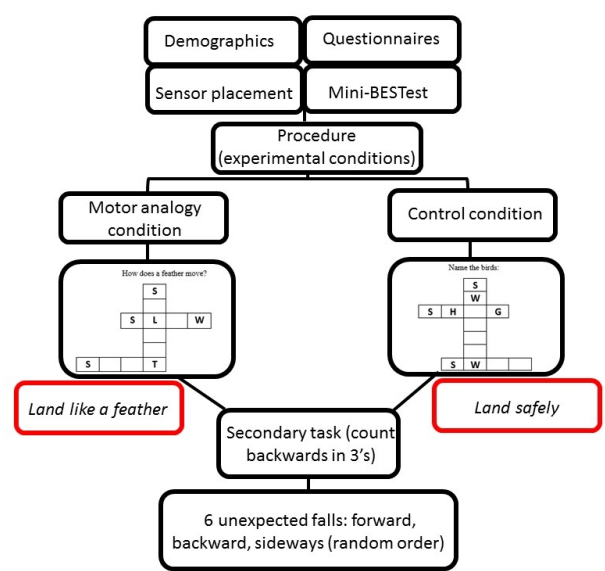 Demographics
Questionnaires
Sensor placement
Mini-BESTest
Procedure
(experimental conditions)
Motor analogy
condition
Control condition
How does a feather move?
S
S L W
S T
Name the birds:
S
W
S H G
S W
Land like a feather
Land safely
Secondary task (count
backwards in 3's)
6 unexpected falls: forward,
backward, sideways (random order)